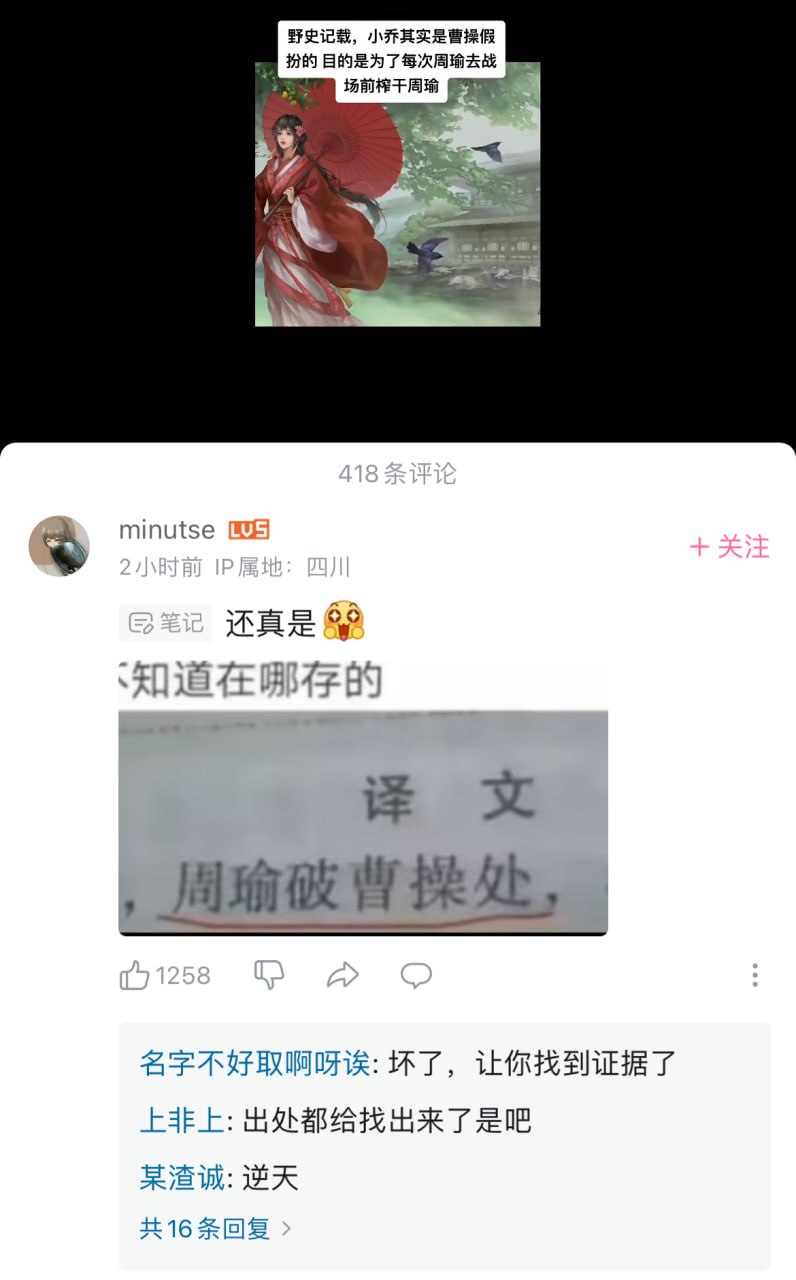 野史记载，小乔其实是曹操假
扮的 目的是为了每次周瑜去战
场前榨干周瑜
418条评论
minutse LV5
2小时前 IP属地：四川
+ 关注
笔记 还真是
知道在哪存的
译 文
，周瑜破曹操处，
1258
名字不好取啊呀诶: 坏了，让你找到证据了
上非上: 出处都给找出来了是吧
某渣诚: 逆天
共16条回复 >